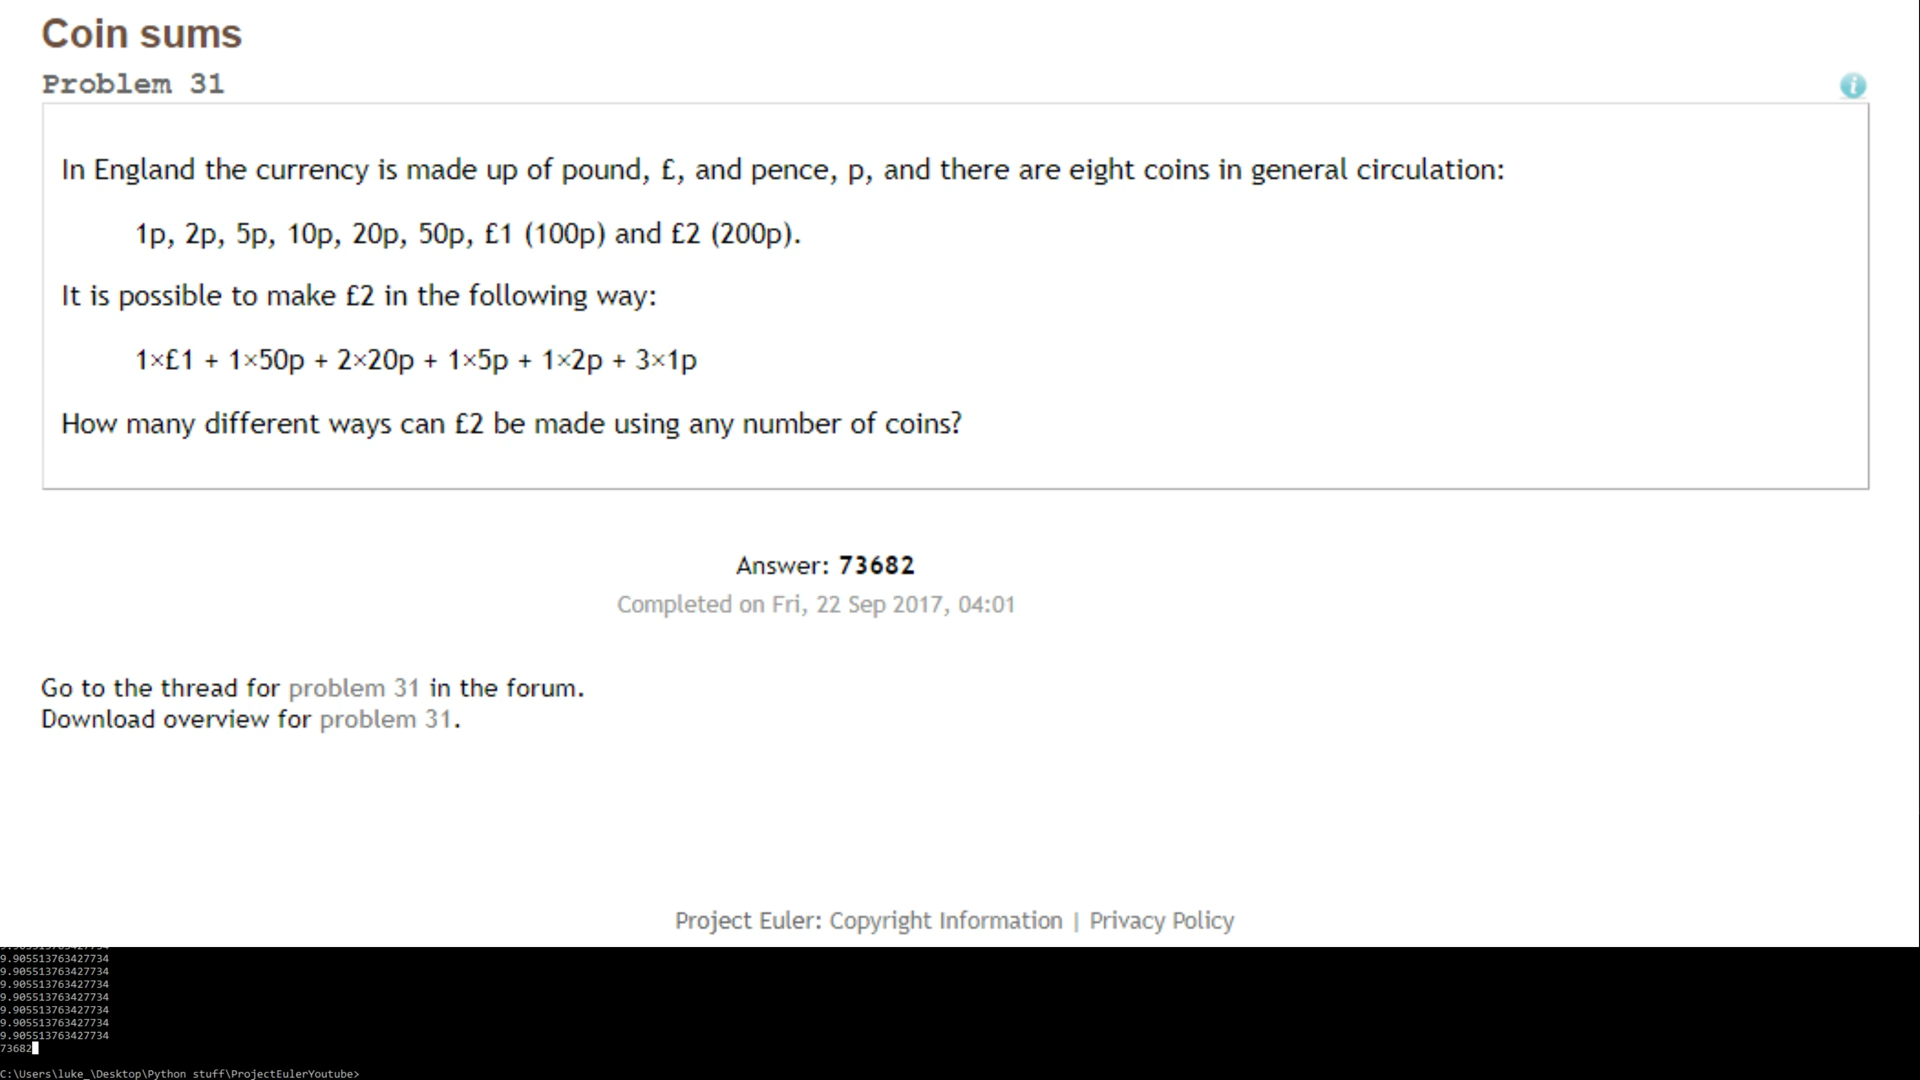 Coin sums
Problem 31
i
In England the currency is made up of pound, £, and pence, p, and there are eight coins in general circulation:
1p, 2p, 5p, 10p, 20p, 50p, £1 (100p) and £2 (200p).
It is possible to make £2 in the following way:
1×£1 + 1×50p + 2×20p + 1×5p + 1×2p + 3×1p
How many different ways can £2 be made using any number of coins?
Answer: 73682
Completed on Fri, 22 Sep 2017, 04:01
Go to the thread for problem 31 in the forum.
Download overview for problem 31.
Project Euler: Copyright Information | Privacy Policy
9.905513763427734
9.905513763427734
9.905513763427734
9.905513763427734
9.905513763427734
9.905513763427734
9.905513763427734
73682
C:\Users\luke_\Desktop\Python stuff\ProjectEulerYoutube>